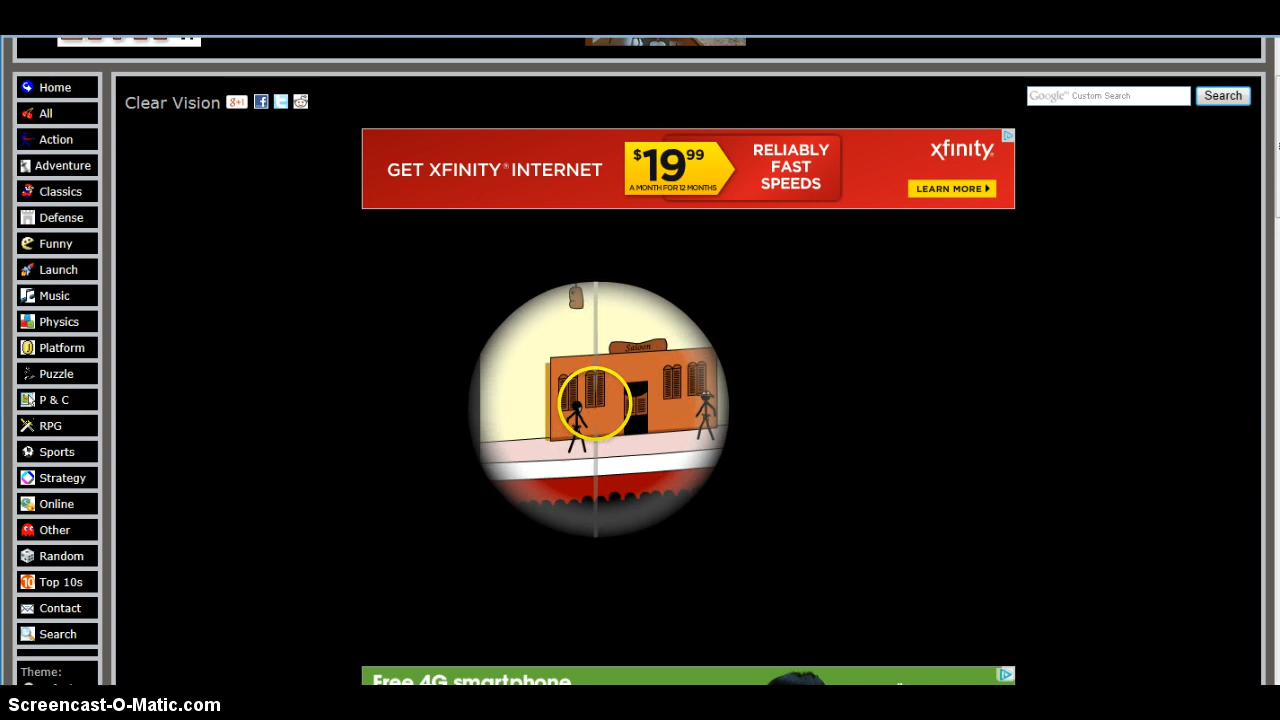 Home
All
Action
Adventure
Classics
Defense
Funny
Launch
Music
Physics
Platform
Puzzle
P & C
RPG
Sports
Strategy
Online
Other
Random
Top 10s
Contact
Search
Theme:
Clear Vision
g+1
Google Custom Search
Search
GET XFINITY® INTERNET
$19.99
A MONTH FOR 12 MONTHS
RELIABLY
FAST
SPEEDS
xfinity
LEARN MORE
Saloon
Free 4G smartphone
Screencast-O-Matic.com